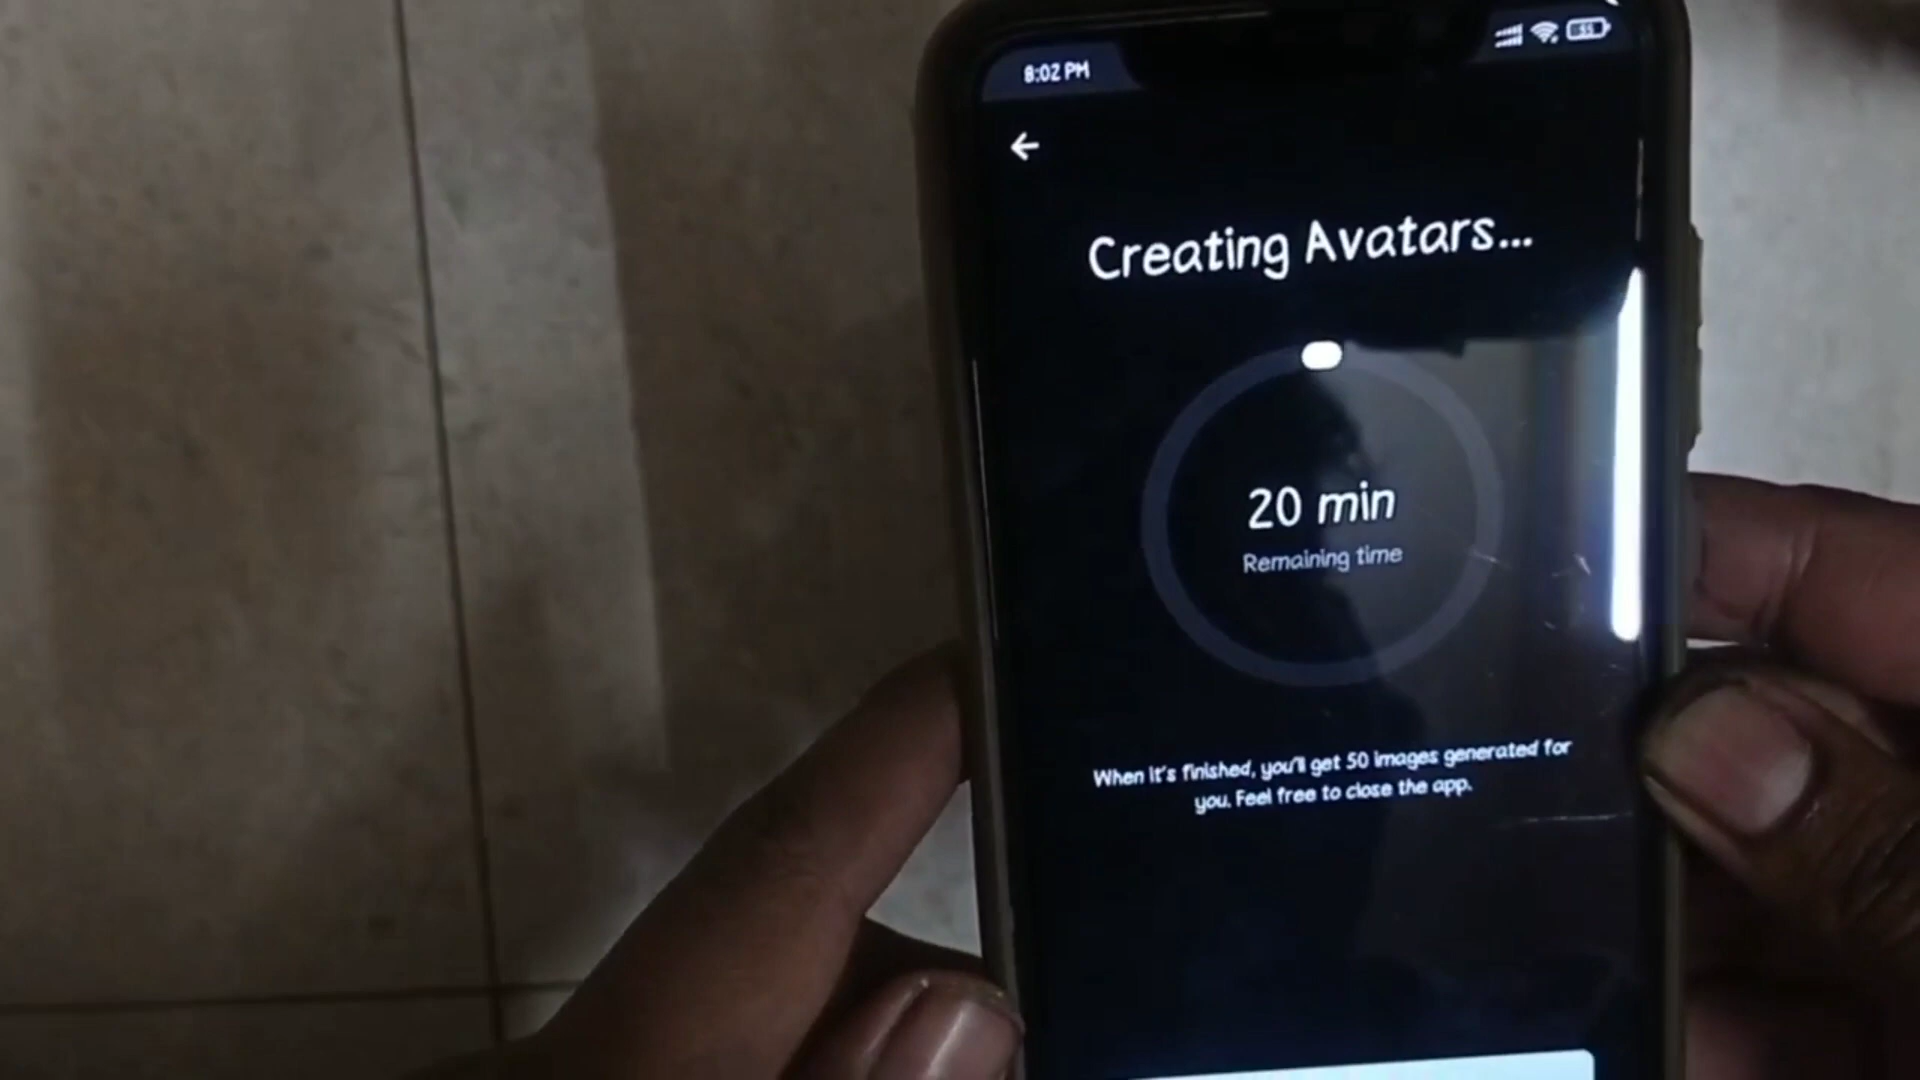 8:02 PM
55
Creating Avatars...
20 min
Remaining time
When it's finished, you'll get 50 images generated for
you. Feel free to close the app.